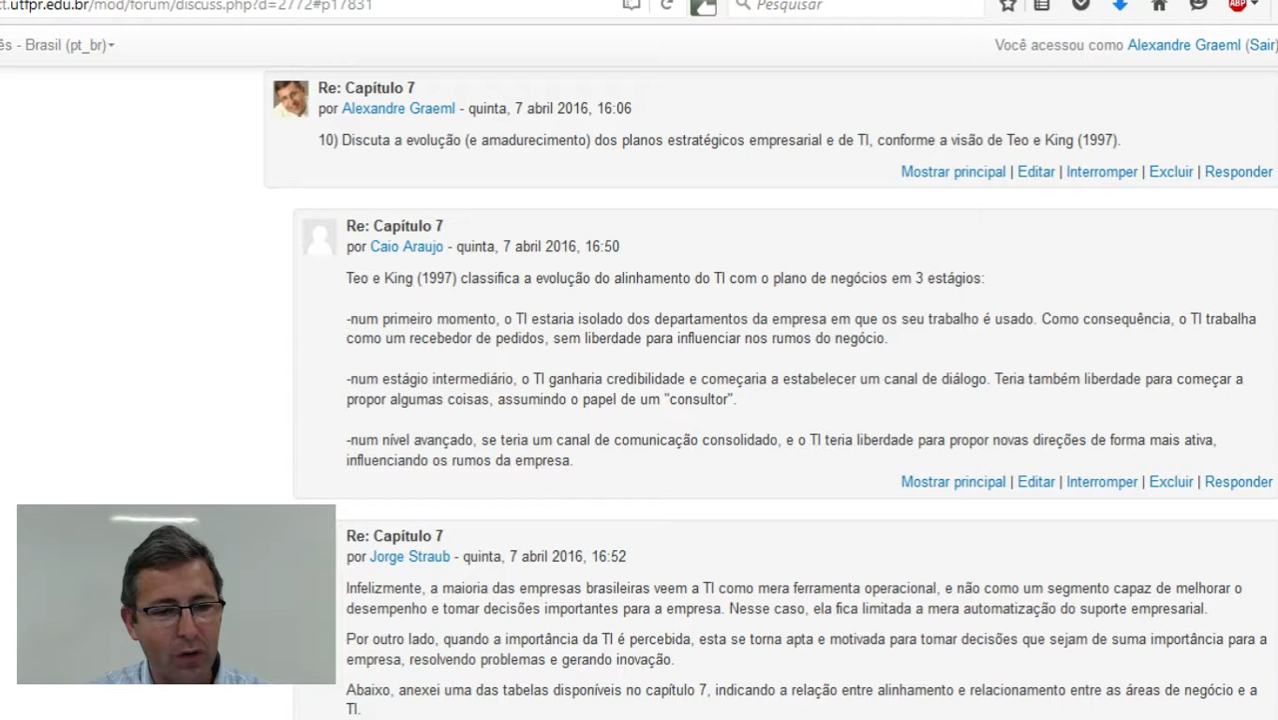 ct.utfpr.edu.br/mod/forum/discuss.php?d=2772#p17831
Pesquisar
ABP
ês - Brasil (pt_br)
Você acessou como Alexandre Graeml (Sair)
Re: Capítulo 7
por Alexandre Graeml - quinta, 7 abril 2016, 16:06
10) Discuta a evolução (e amadurecimento) dos planos estratégicos empresarial e de TI, conforme a visão de Teo e King (1997).
Mostrar principal | Editar | Interromper | Excluir | Responder
Re: Capítulo 7
por Caio Araujo - quinta, 7 abril 2016, 16:50
Teo e King (1997) classifica a evolução do alinhamento do TI com o plano de negócios em 3 estágios:
-num primeiro momento, o TI estaria isolado dos departamentos da empresa em que os seu trabalho é usado. Como consequência, o TI trabalha
como um recebedor de pedidos, sem liberdade para influenciar nos rumos do negócio.
-num estágio intermediário, o TI ganharia credibilidade e começaria a estabelecer um canal de diálogo. Teria também liberdade para começar a
propor algumas coisas, assumindo o papel de um "consultor".
-num nível avançado, se teria um canal de comunicação consolidado, e o TI teria liberdade para propor novas direções de forma mais ativa,
influenciando os rumos da empresa.
Mostrar principal | Editar | Interromper | Excluir | Responder
Re: Capítulo 7
por Jorge Straub - quinta, 7 abril 2016, 16:52
Infelizmente, a maioria das empresas brasileiras veem a TI como mera ferramenta operacional, e não como um segmento capaz de melhorar o
desempenho e tomar decisões importantes para a empresa. Nesse caso, ela fica limitada a mera automatização do suporte empresarial.
Por outro lado, quando a importância da TI é percebida, esta se torna apta e motivada para tomar decisões que sejam de suma importância para a
empresa, resolvendo problemas e gerando inovação.
Abaixo, anexei uma das tabelas disponíveis no capítulo 7, indicando a relação entre alinhamento e relacionamento entre as áreas de negócio e a
TI.